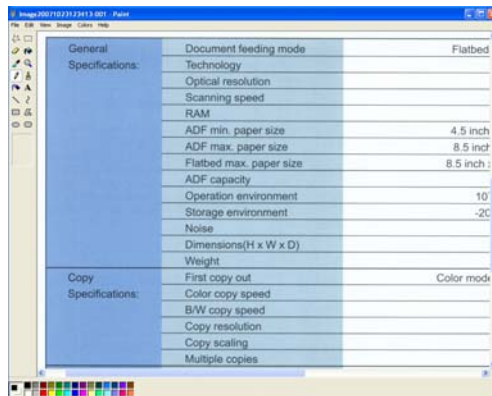 Image20071023123413-001 - Paint
File Edit View Image Colors Help
General Document feeding mode Flatbed
Specifications: Technology
Optical resolution
Scanning speed
RAM
ADF min. paper size 4.5 inch
ADF max. paper size 8.5 inch
Flatbed max. paper size 8.5 inch
ADF capacity
Operation environment 10
Storage environment -20
Noise
Dimensions(H x W x D)
Weight
Copy First copy out Color mode
Specifications: Color copy speed
B/W copy speed
Copy resolution
Copy scaling
Multiple copies